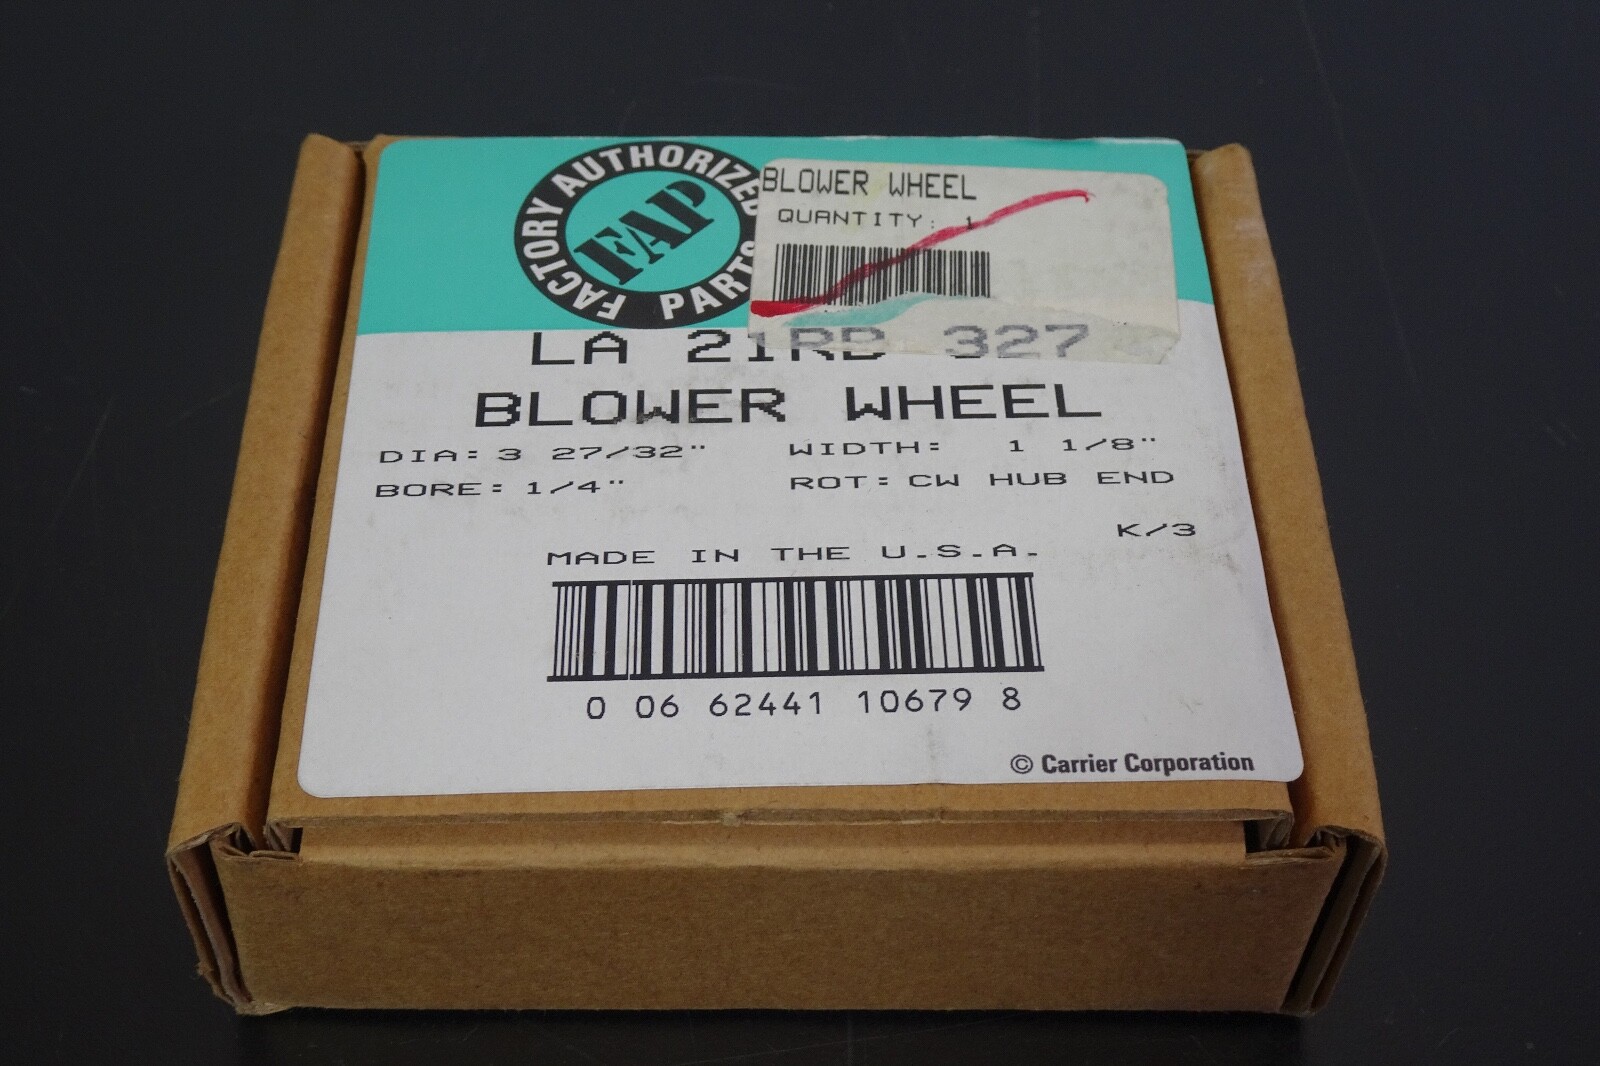 FACTORY AUTHORIZED
FAP
PARTS
BLOWER WHEEL
QUANTITY: 1
LA 21RB 327
BLOWER WHEEL
DIA: 3 27/32" WIDTH: 1 1/8"
BORE: 1/4" ROT: CW HUB END
K/3
MADE IN THE U.S.A.
0 06 62441 10679 8
© Carrier Corporation